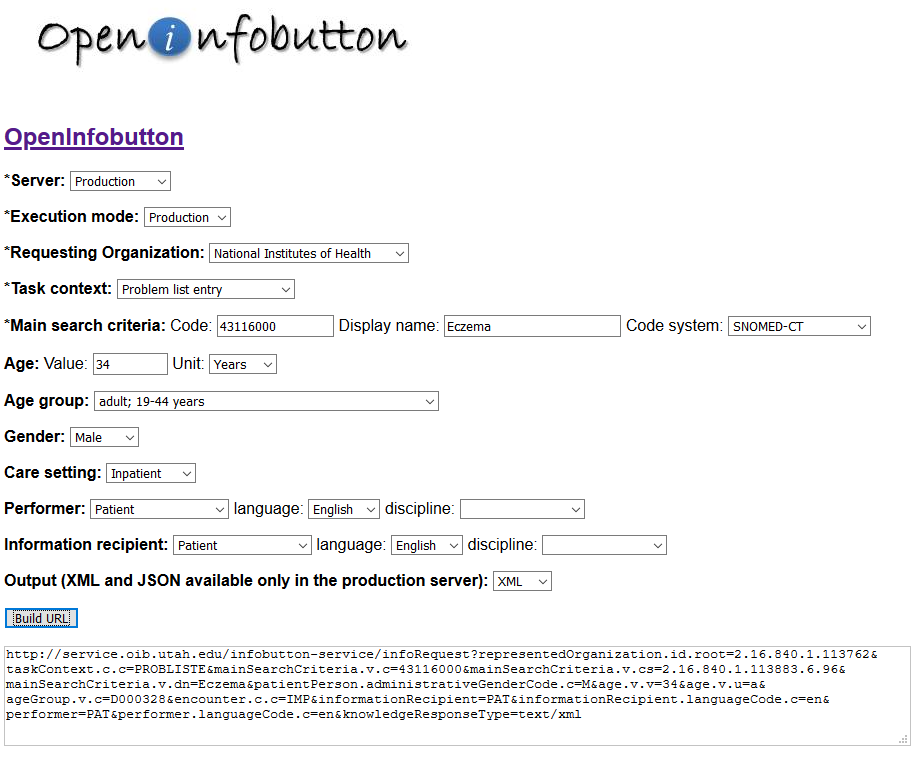 Openinfobutton
OpenInfobutton
*Server: Production
*Execution mode: Production
*Requesting Organization: National Institutes of Health
*Task context: Problem list entry
*Main search criteria: Code: 43116000 Display name: Eczema Code system: SNOMED-CT
Age: Value: 34 Unit: Years
Age group: adult; 19-44 years
Gender: Male
Care setting: Inpatient
Performer: Patient language: English discipline:
Information recipient: Patient language: English discipline:
Output (XML and JSON available only in the production server): XML
Build URL
http://service.oib.utah.edu/infobutton-service/infoRequest?representedOrganization.id.root=2.16.840.1.113762&
taskContext.c.c=PROBLISTE&mainSearchCriteria.v.c=43116000&mainSearchCriteria.v.cs=2.16.840.1.113883.6.96&
mainSearchCriteria.v.dn=Eczema&patientPerson.administrativeGenderCode.c=M&age.v.v=34&age.v.u=a&
ageGroup.v.c=D000328&encounter.c.c=IMP&informationRecipient=PAT&informationRecipient.languageCode.c=en&
performer=PAT&performer.languageCode.c=en&knowledgeResponseType=text/xml